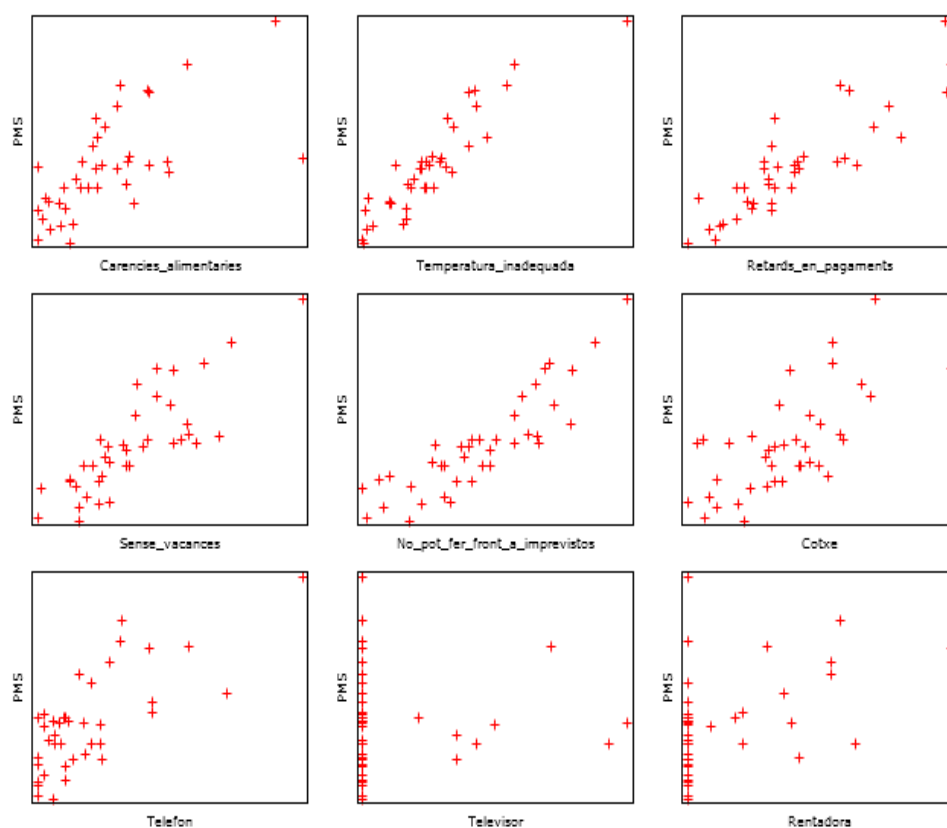 PMS
Carencies_alimentaries
PMS
Temperatura_inadequada
PMS
Retards_en_pagaments
PMS
Sense_vacances
PMS
No_pot_fer_front_a_imprevistos
PMS
Cotxe
PMS
Telefon
PMS
Televisor
PMS
Rentadora